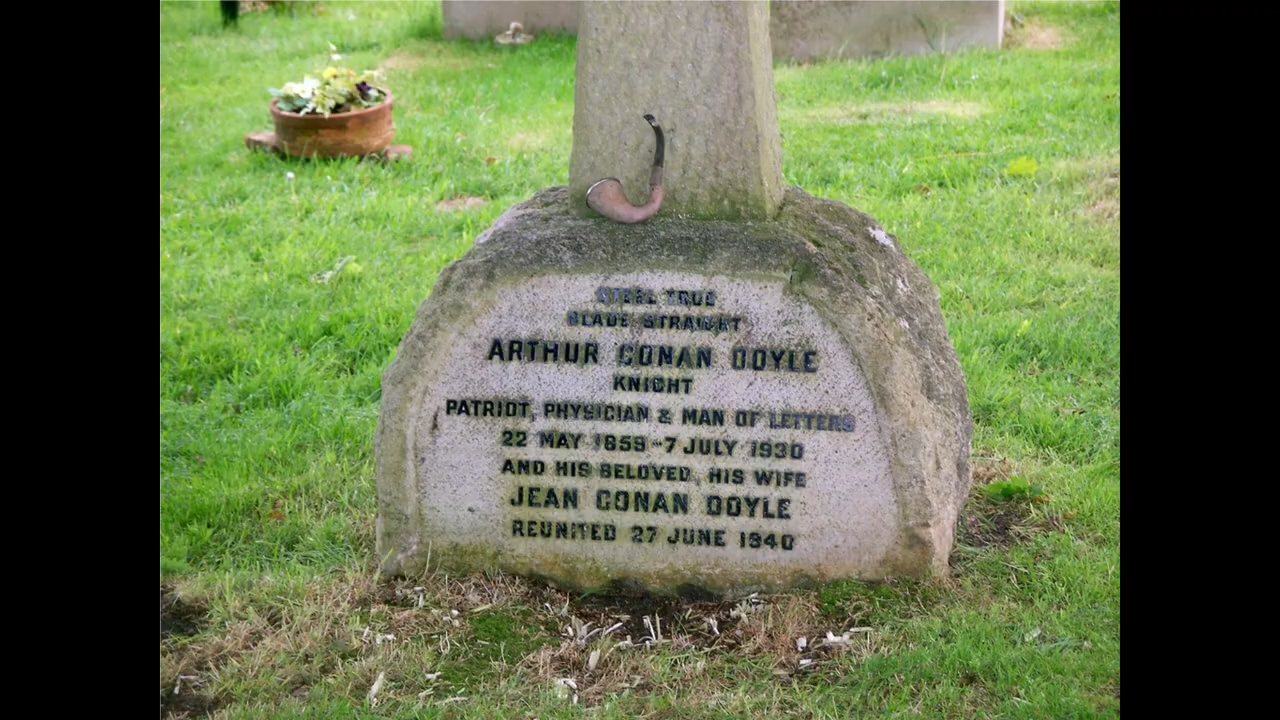 STEEL TRUE
BLADE STRAIGHT
ARTHUR CONAN DOYLE
KNIGHT
PATRIOT, PHYSICIAN & MAN OF LETTERS
22 MAY 1859 - 7 JULY 1930
AND HIS BELOVED, HIS WIFE
JEAN CONAN DOYLE
REUNITED 27 JUNE 1940